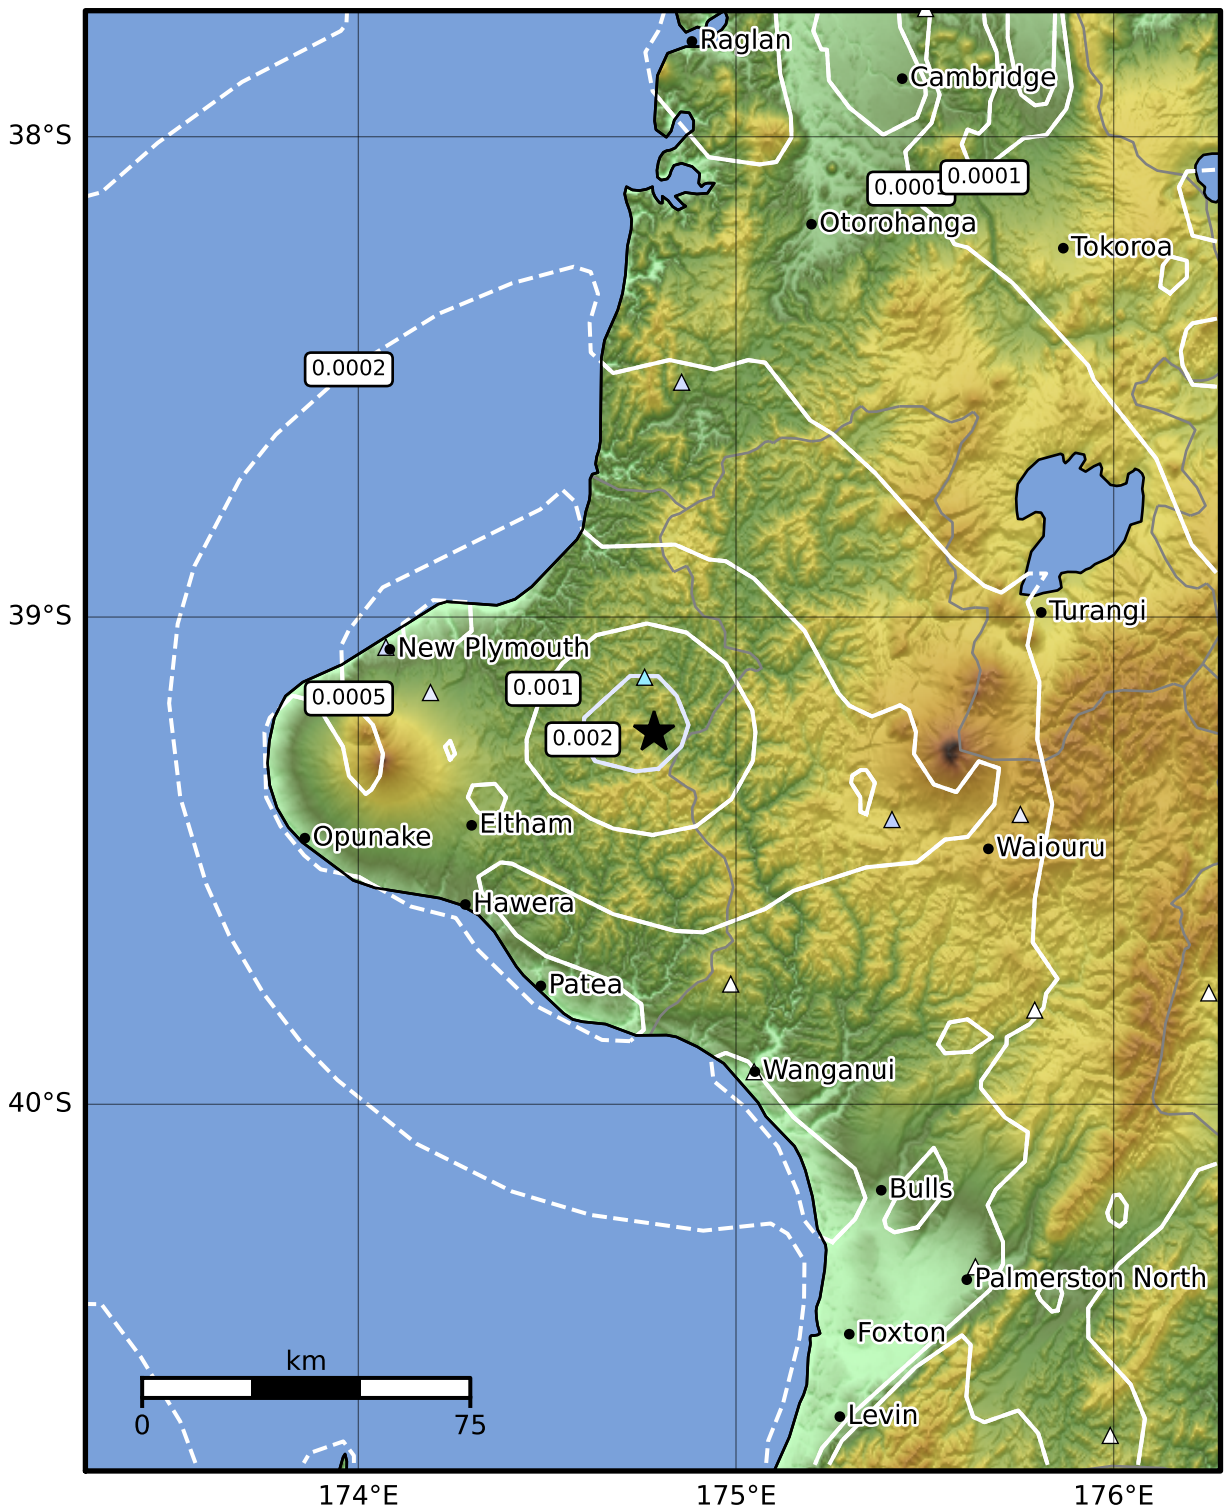 Raglan
Cambridge
38°S
0.0001
0.0001
Otorohanga
Tokoroa
0.0002
Turangi
39°S
New Plymouth
0.0005
0.001
0.002
Opunake
Eltham
Waiouru
Hawera
Patea
Wanganui
40°S
Bulls
Palmerston North
Foxton
km
0 75
Levin
174°E 175°E 176°E